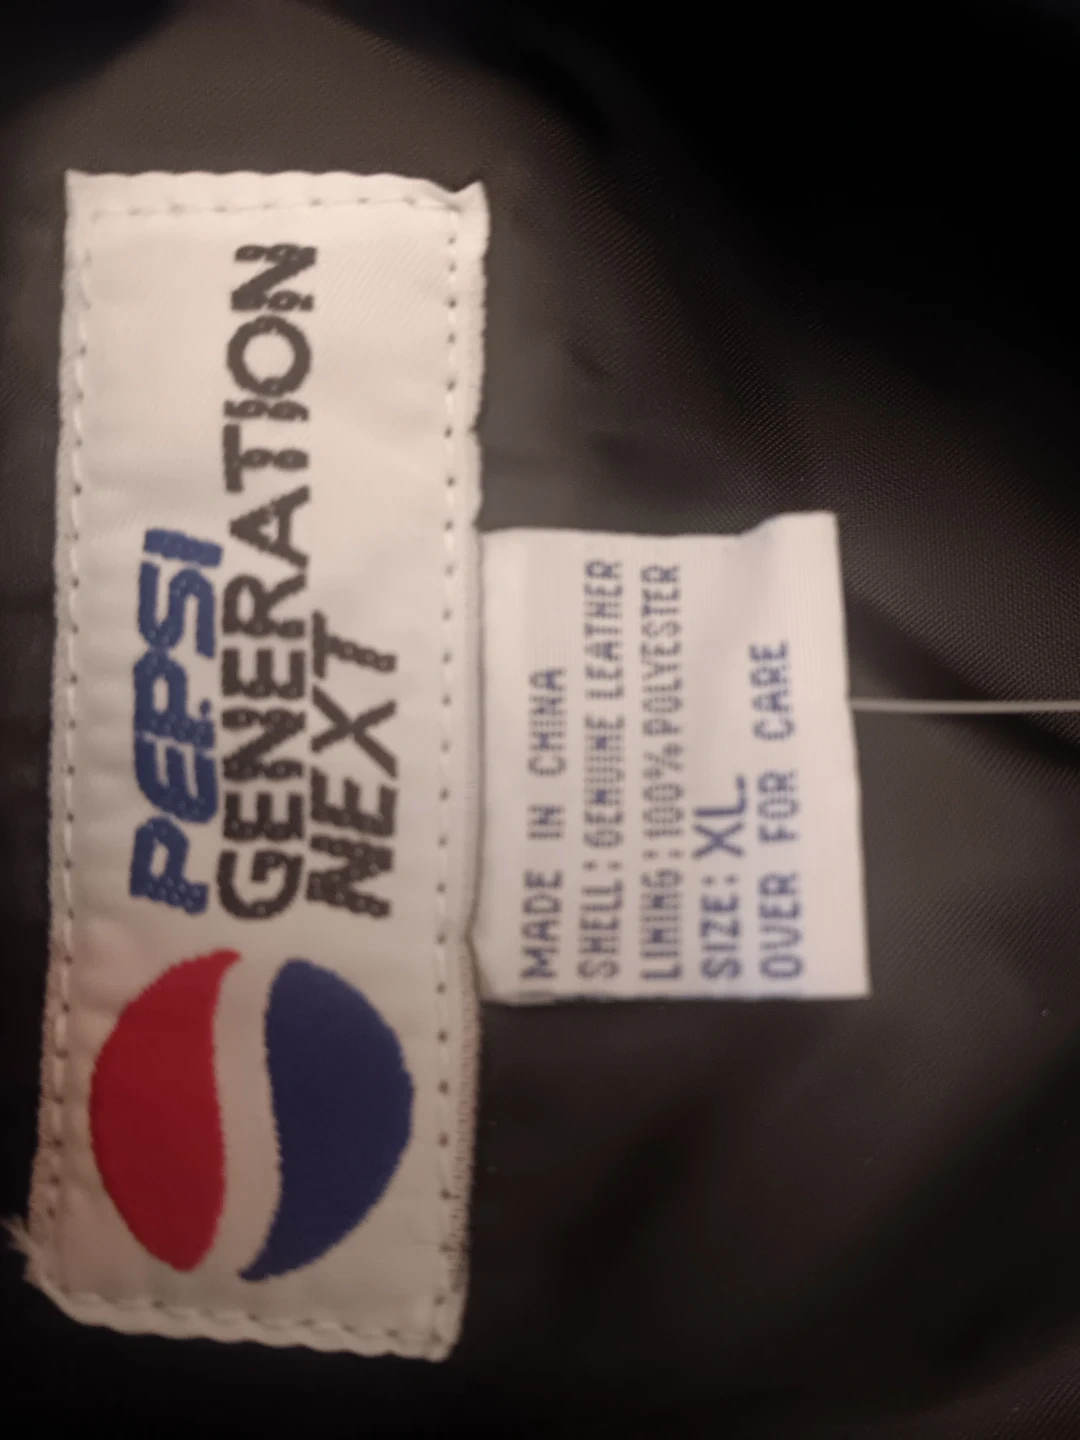 PEPSI
GENERATION
NEXT
MADE IN CHINA
SHELL: GENUINE LEATHER
LINING: 100% POLYESTER
SIZE: XL.
OVER FOR CARE